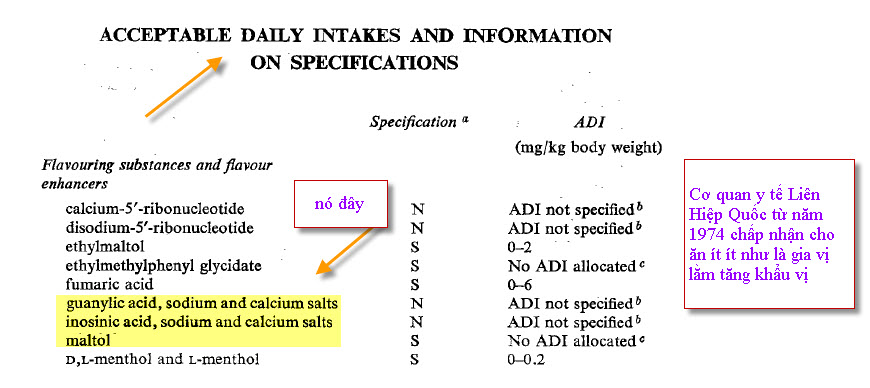 ACCEPTABLE DAILY INTAKES AND INFORMATION
ON SPECIFICATIONS
Specification a ADI
(mg/kg body weight)
Flavouring substances and flavour
enhancers
calcium-5′-ribonucleotide N ADI not specified b
disodium-5′-ribonucleotide N ADI not specified b
ethylmaltol S 0–2
ethylmethylphenyl glycidate S No ADI allocated c
fumaric acid S 0–6
guanylic acid, sodium and calcium salts N ADI not specified b
inosinic acid, sodium and calcium salts N ADI not specified b
maltol S No ADI allocated c
D,L-menthol and L-menthol S 0–0.2
nó đây
Cơ quan y tế Liên
Hiệp Quốc từ năm
1974 chấp nhận cho
ăn ít ít như là gia vị
lằm tăng khẩu vị